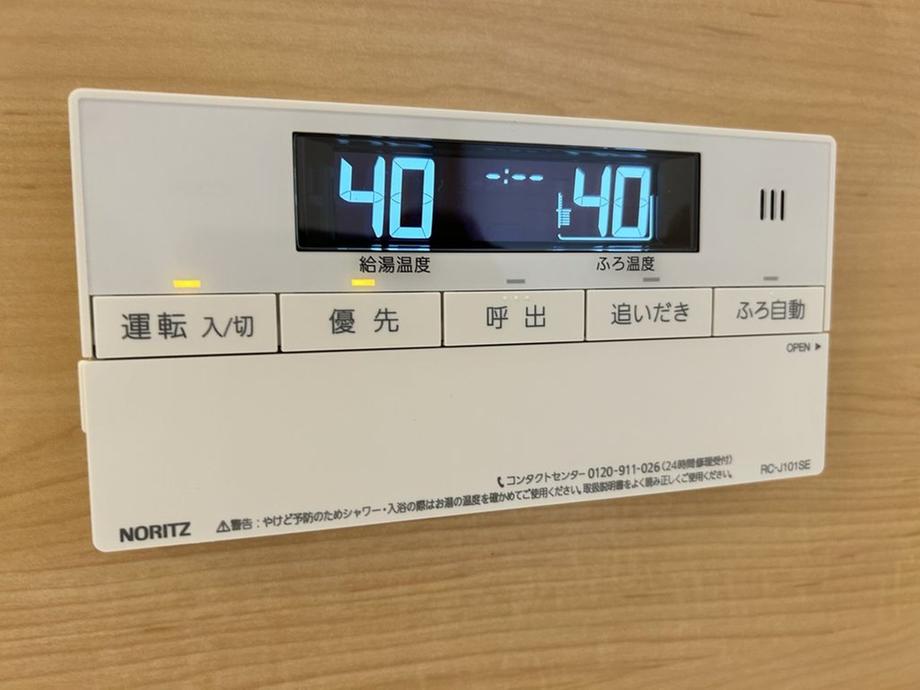 40 -:-- 40
給湯温度 ふろ温度
運転 入/切 優先 呼出 追いだき ふろ自動
OPEN ▶
コンタクトセンター 0120-911-026 (24時間修理受付) RC-J101SE
NORITZ ⚠警告:やけど予防のためシャワー・入浴の際はお湯の温度を確かめてご使用ください。取扱説明書をよく読み正しくご使用ください。